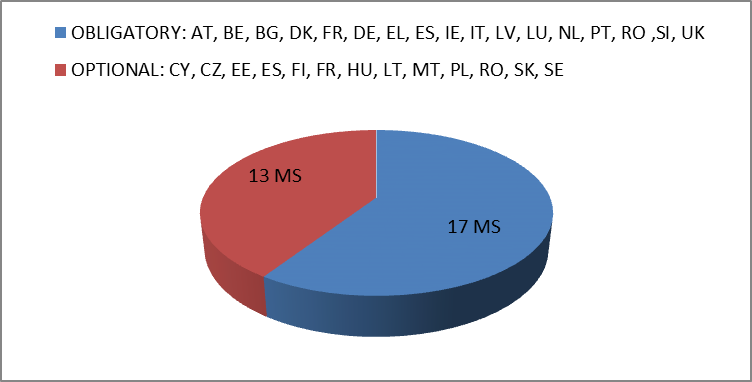 OBLIGATORY: AT, BE, BG, DK, FR, DE, EL, ES, IE, IT, LV, LU, NL, PT, RO ,SI, UK
OPTIONAL: CY, CZ, EE, ES, FI, FR, HU, LT, MT, PL, RO, SK, SE
13 MS
17 MS